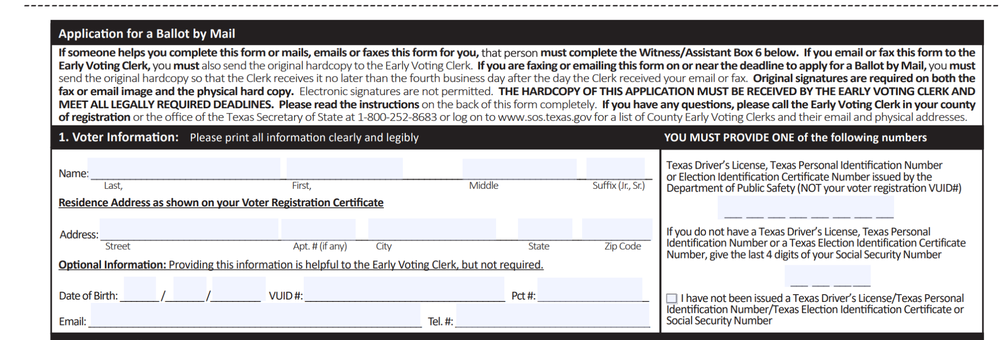 Application for a Ballot by Mail
If someone helps you complete this form or mails, emails or faxes this form for you, that person must complete the Witness/Assistant Box 6 below. If you email or fax this form to the
Early Voting Clerk, you must also send the original hardcopy to the Early Voting Clerk. If you are faxing or emailing this form on or near the deadline to apply for a Ballot by Mail, you must
send the original hardcopy so that the Clerk receives it no later than the fourth business day after the day the Clerk received your email or fax. Original signatures are required on both the
fax or email image and the physical hard copy. Electronic signatures are not permitted. THE HARDCOPY OF THIS APPLICATION MUST BE RECEIVED BY THE EARLY VOTING CLERK AND
MEET ALL LEGALLY REQUIRED DEADLINES. Please read the instructions on the back of this form completely. If you have any questions, please call the Early Voting Clerk in your county
of registration or the office of the Texas Secretary of State at 1-800-252-8683 or log on to www.sos.texas.gov for a list of County Early Voting Clerks and their email and physical addresses.
1. Voter Information: Please print all information clearly and legibly
Name:
Last, First, Middle Suffix (Jr., Sr.)
Residence Address as shown on your Voter Registration Certificate
Address:
Street Apt. # (if any) City State Zip Code
Optional Information: Providing this information is helpful to the Early Voting Clerk, but not required.
Date of Birth: / / VUID #: Pct #:
Email: Tel. #:
YOU MUST PROVIDE ONE of the following numbers
Texas Driver's License, Texas Personal Identification Number
or Election Identification Certificate Number issued by the
Department of Public Safety (NOT your voter registration VUID#)
If you do not have a Texas Driver's License, Texas Personal
Identification Number or a Texas Election Identification Certificate
Number, give the last 4 digits of your Social Security Number
I have not been issued a Texas Driver's License/Texas Personal
Identification Number/Texas Election Identification Certificate or
Social Security Number